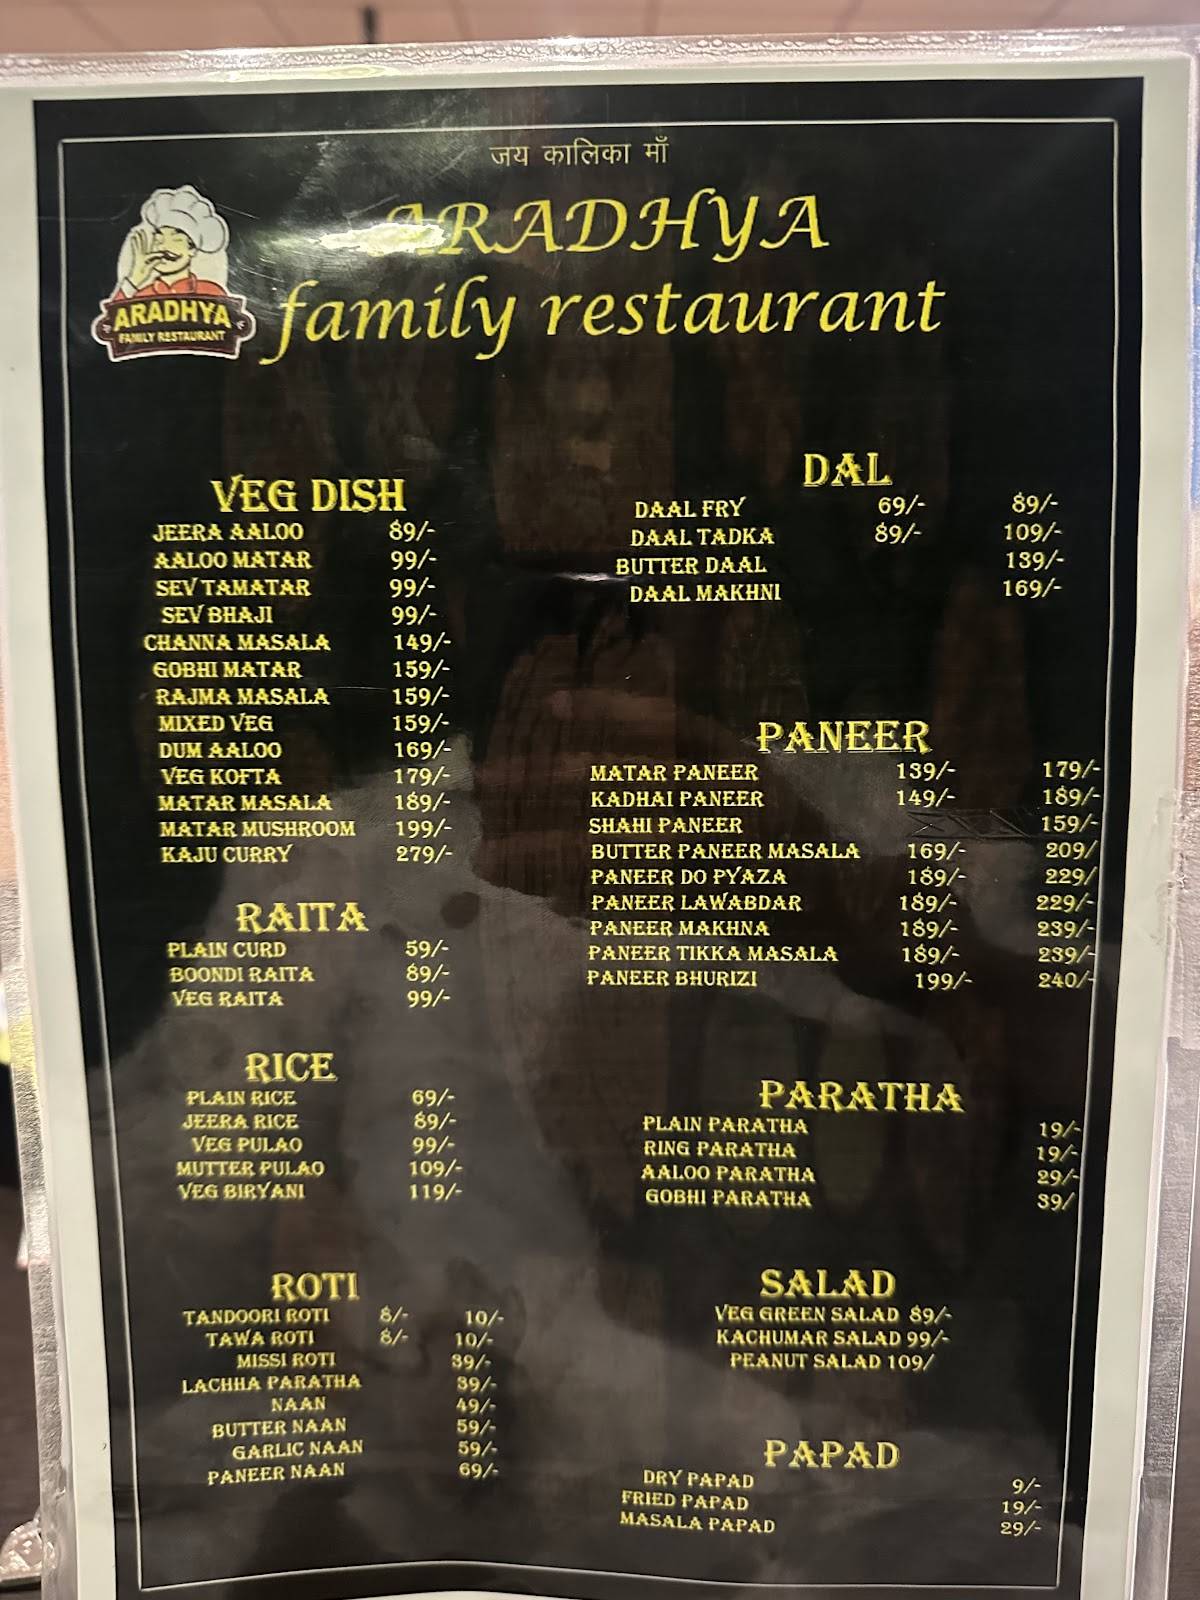 जय कालिका माँ
ARADHYA
family restaurant
ARADHYA
FAMILY RESTAURANT
VEG DISH
JEERA AALOO 89/-
AALOO MATAR 99/-
SEV TAMATAR 99/-
SEV BHAJI 99/-
CHANNA MASALA 149/-
GOBHI MATAR 159/-
RAJMA MASALA 159/-
MIXED VEG 159/-
DUM AALOO 169/-
VEG KOFTA 179/-
MATAR MASALA 189/-
MATAR MUSHROOM 199/-
KAJU CURRY 279/-
RAITA
PLAIN CURD 59/-
BOONDI RAITA 89/-
VEG RAITA 99/-
RICE
PLAIN RICE 69/-
JEERA RICE 89/-
VEG PULAO 99/-
MUTTER PULAO 109/-
VEG BIRYANI 119/-
ROTI
TANDOORI ROTI 8/- 10/-
TAWA ROTI 8/- 10/-
MISSI ROTI 39/-
LACHHA PARATHA 39/-
NAAN 49/-
BUTTER NAAN 59/-
GARLIC NAAN 59/-
PANEER NAAN 69/-
DAL
DAAL FRY 69/- 89/-
DAAL TADKA 89/- 109/-
BUTTER DAAL 139/-
DAAL MAKHNI 169/-
PANEER
MATAR PANEER 139/- 179/-
KADHAI PANEER 149/- 189/-
SHAHI PANEER 159/-
BUTTER PANEER MASALA 169/- 209/
PANEER DO PYAZA 189/- 229/
PANEER LAWABDAR 189/- 229/-
PANEER MAKHNA 189/- 239/-
PANEER TIKKA MASALA 189/- 239/-
PANEER BHURIZI 199/- 240/-
PARATHA
PLAIN PARATHA 19/-
RING PARATHA 19/-
AALOO PARATHA 29/-
GOBHI PARATHA 39/
SALAD
VEG GREEN SALAD 89/-
KACHUMAR SALAD 99/-
PEANUT SALAD 109/
PAPAD
DRY PAPAD 9/-
FRIED PAPAD 19/-
MASALA PAPAD 29/-